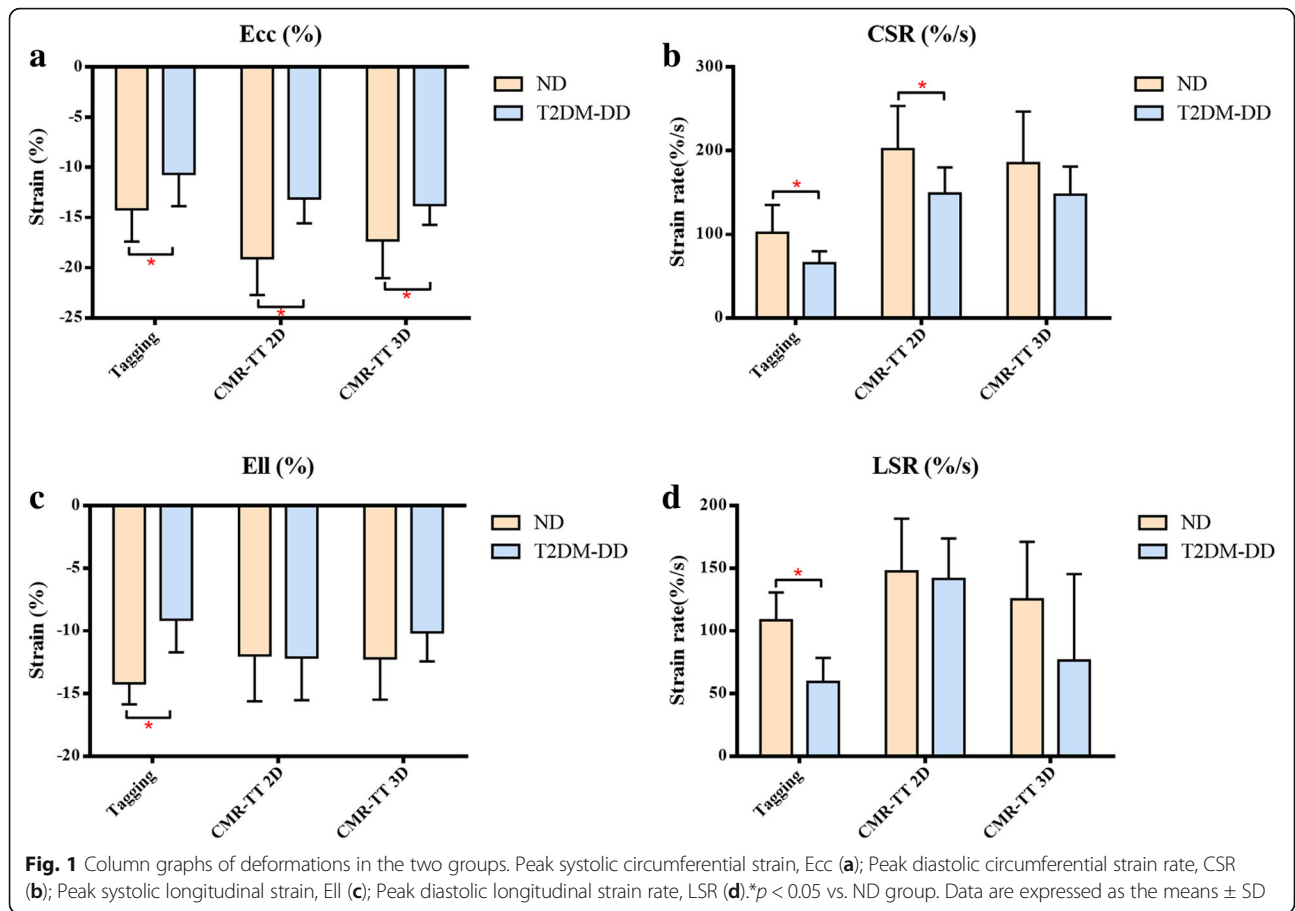 a
Ecc (%)
0
-5
-10
-15
-20
-25
Strain (%)
*
*
*
Tagging
CMR-TT 2D
CMR-TT 3D
ND
T2DM-DD
b
CSR (%/s)
300
200
100
0
Strain rate(%/s)
*
*
Tagging
CMR-TT 2D
CMR-TT 3D
ND
T2DM-DD
c
Ell (%)
0
-5
-10
-15
-20
Strain (%)
*
Tagging
CMR-TT 2D
CMR-TT 3D
ND
T2DM-DD
d
LSR (%/s)
200
150
100
50
0
Strain rate(%/s)
*
Tagging
CMR-TT 2D
CMR-TT 3D
ND
T2DM-DD
Fig. 1 Column graphs of deformations in the two groups. Peak systolic circumferential strain, Ecc (a); Peak diastolic circumferential strain rate, CSR
(b); Peak systolic longitudinal strain, Ell (c); Peak diastolic longitudinal strain rate, LSR (d).*p < 0.05 vs. ND group. Data are expressed as the means ± SD